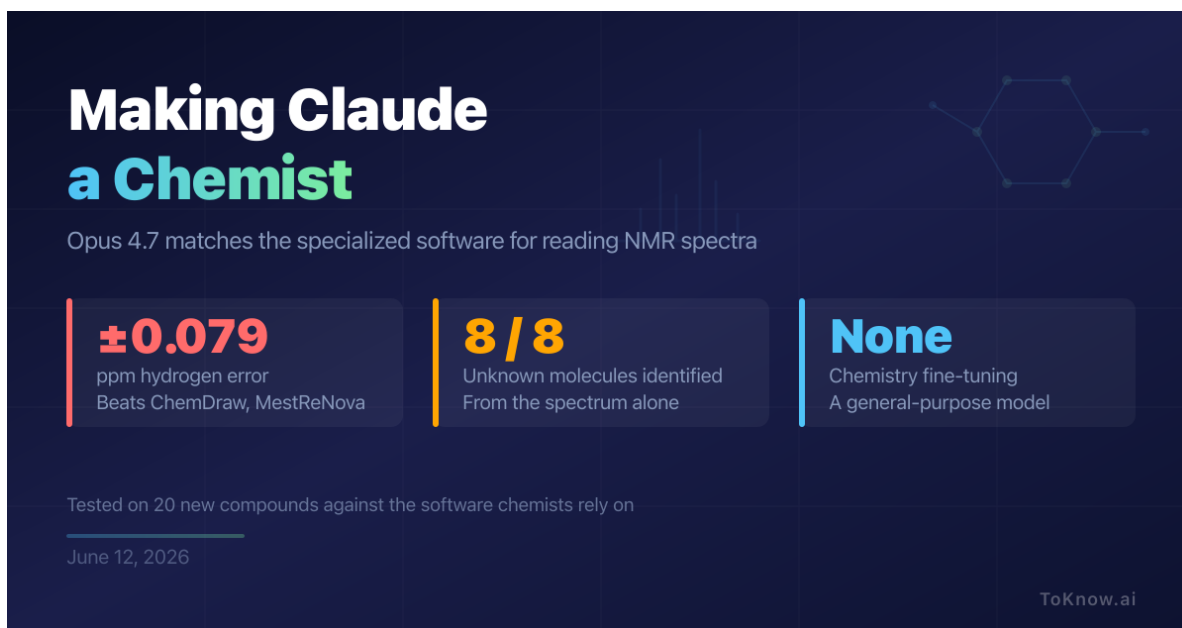 Making Claude
a Chemist
Opus 4.7 matches the specialized software for reading NMR spectra
±0.079
ppm hydrogen error
Beats ChemDraw, MestReNova
8 / 8
Unknown molecules identified
From the spectrum alone
None
Chemistry fine-tuning
A general-purpose model
Tested on 20 new compounds against the software chemists rely on
June 12, 2026
ToKnow.ai